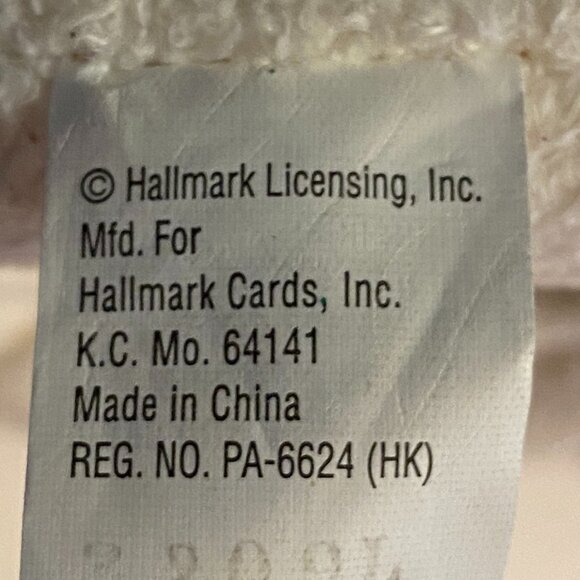 © Hallmark Licensing, Inc.
Mfd. For
Hallmark Cards, Inc.
K.C. Mo. 64141
Made in China
REG. NO. PA-6624 (HK)